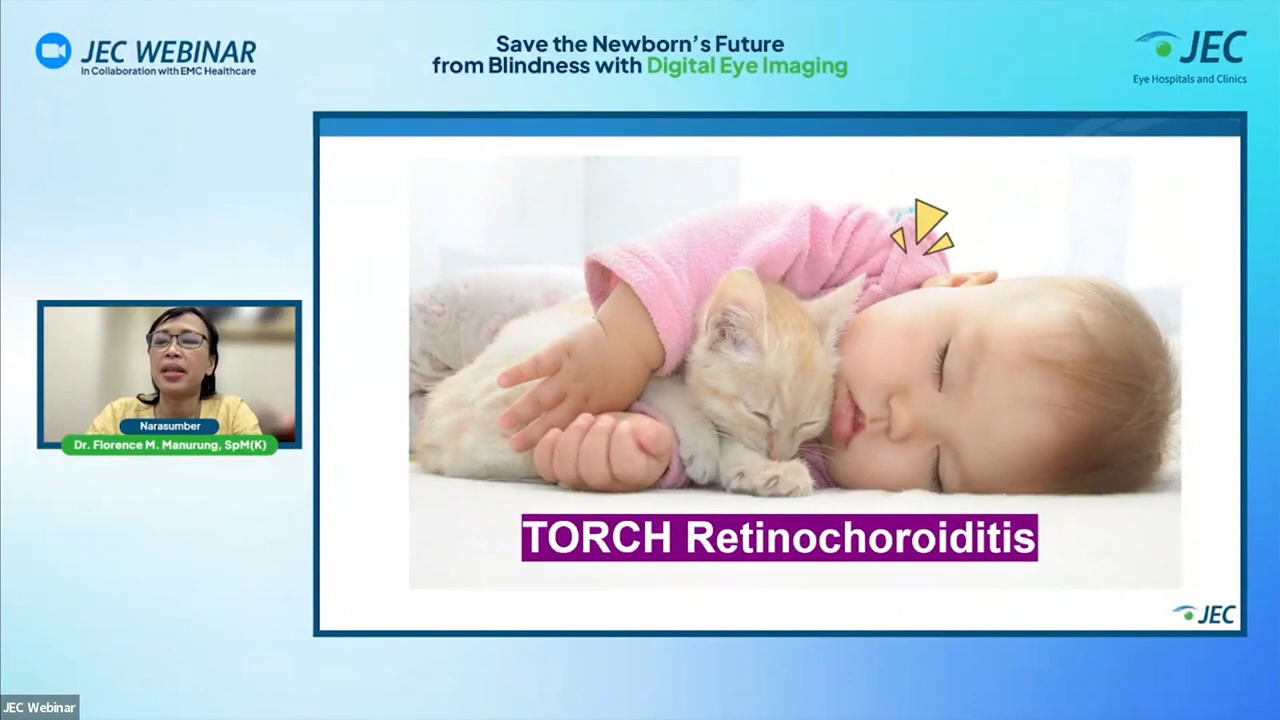 JEC WEBINAR
In Collaboration with EMC Healthcare
Save the Newborn's Future
from Blindness with Digital Eye Imaging
JEC
Eye Hospitals and Clinics
Narasumber
Dr. Florence M. Manurung, SpM(K)
TORCH Retinochoroiditis
JEC
JEC Webinar